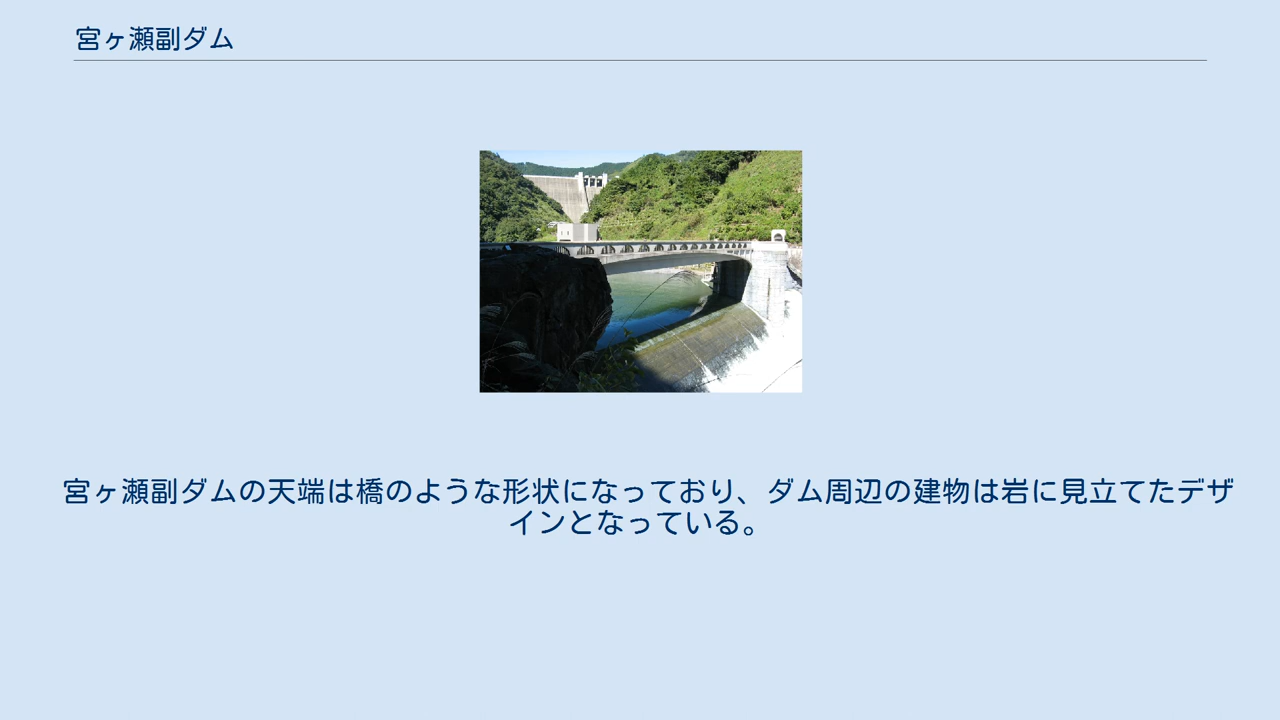 宮ヶ瀬副ダム
宮ヶ瀬副ダムの天端は橋のような形状になっており、ダム周辺の建物は岩に見立てたデザ
インとなっている。